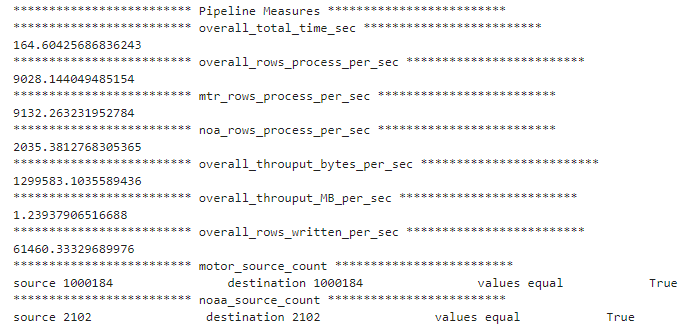 ************************* Pipeline Measures *************************
************************* overall_total_time_sec *************************
164.60425686836243
************************* overall_rows_process_per_sec *************************
9028.144049485154
************************* mtr_rows_process_per_sec *************************
9132.263231952784
************************* noa_rows_process_per_sec *************************
2035.3812768305365
************************* overall_throuput_bytes_per_sec *************************
1299583.1035589436
************************* overall_throuput_MB_per_sec *************************
1.23937906516688
************************* overall_rows_written_per_sec *************************
61460.33329689976
************************* motor_source_count *************************
source 1000184 destination 1000184 values equal True
************************* noaa_source_count *************************
source 2102 destination 2102 values equal True